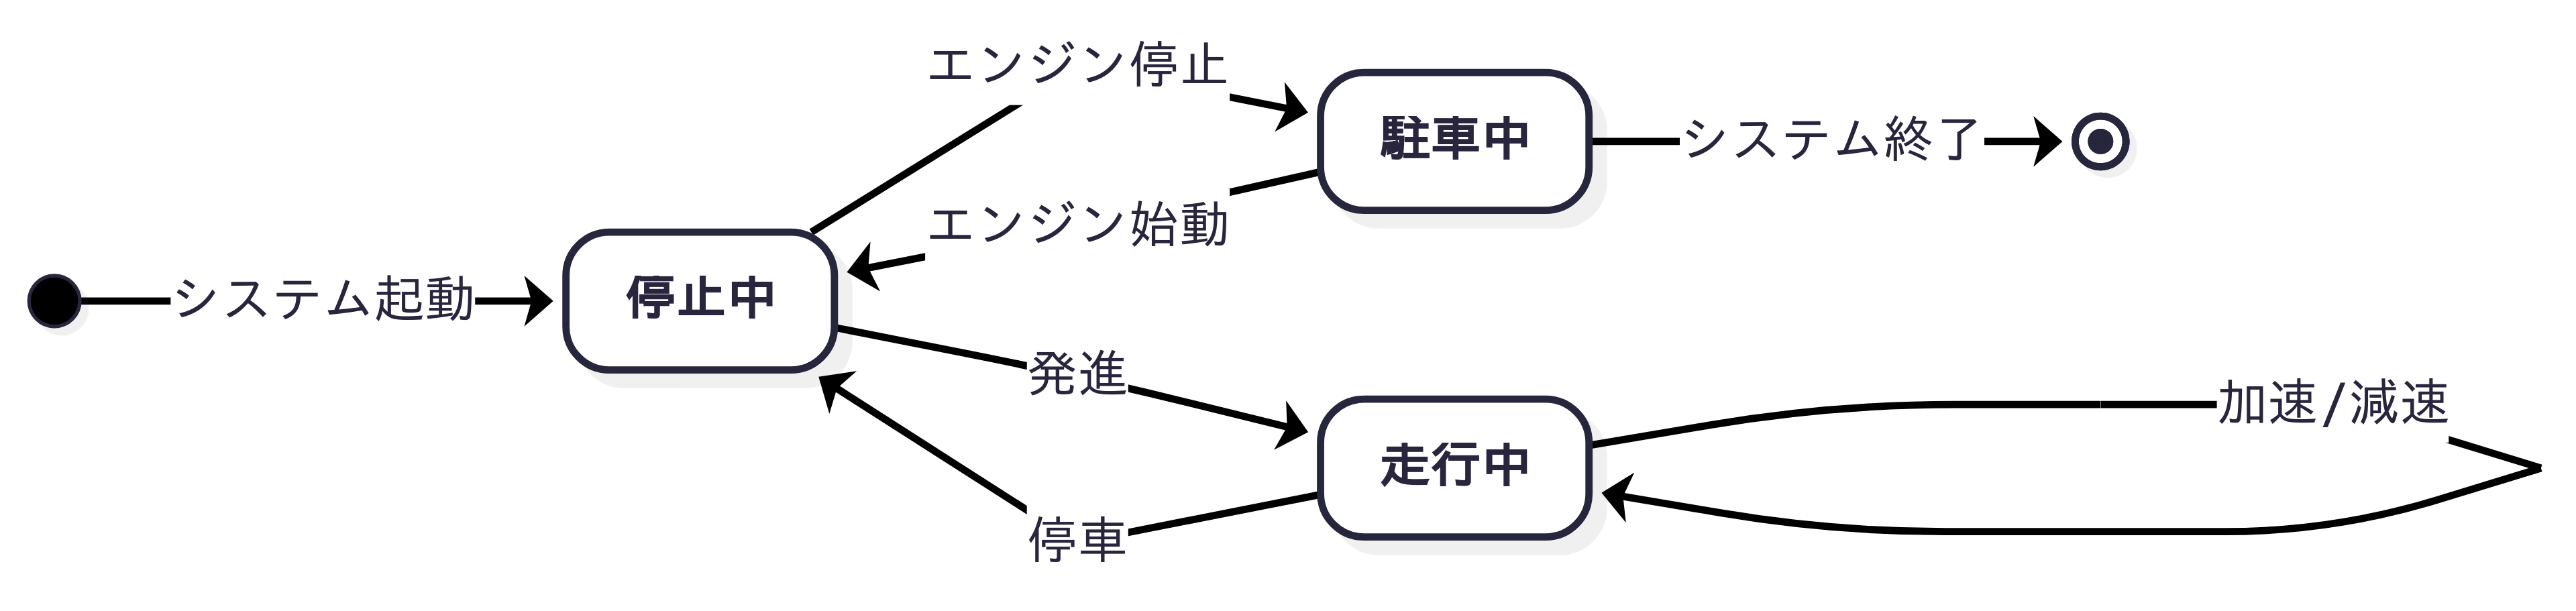 エンジン停止
駐車中
システム終了
エンジン始動
システム起動
停止中
発進
加速/減速
走行中
停車